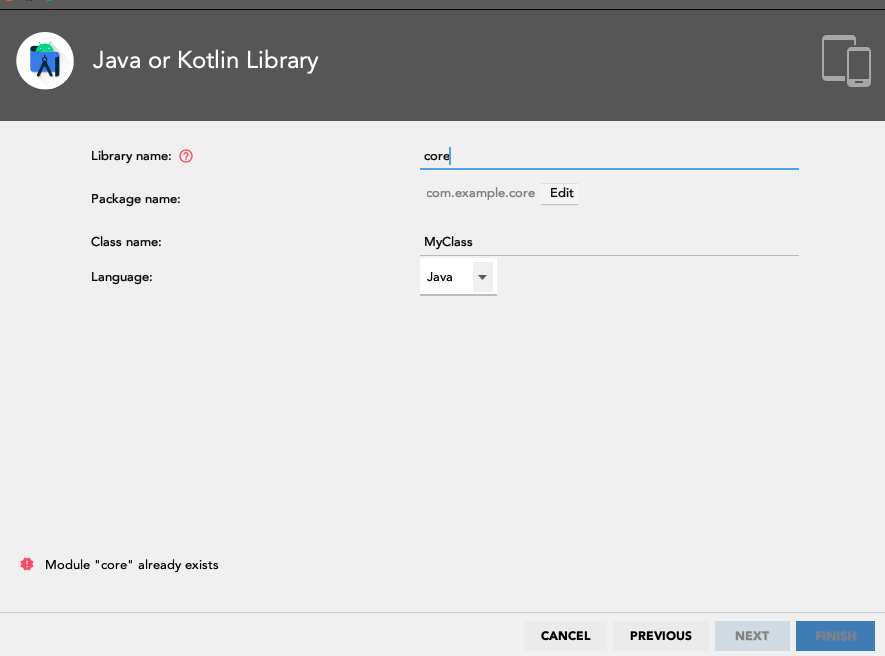 Java or Kotlin Library
Library name:
core
Package name:
com.example.core Edit
Class name:
MyClass
Language:
Java
Module "core" already exists
CANCEL PREVIOUS NEXT FINISH